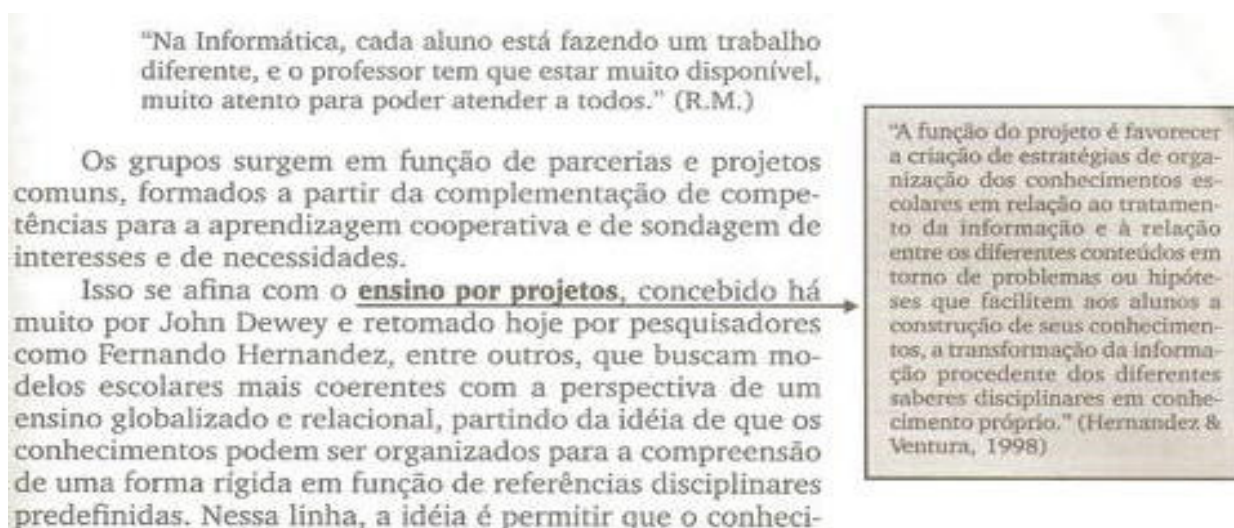 “Na Informática, cada aluno está fazendo um trabalho
diferente, e o professor tem que estar muito disponível,
muito atento para poder atender a todos.” (R.M.)
Os grupos surgem em função de parcerias e projetos
comuns, formados a partir da complementação de compe-
tências para a aprendizagem cooperativa e de sondagem de
interesses e de necessidades.
Isso se afina com o ensino por projetos, concebido há
muito por John Dewey e retomado hoje por pesquisadores
como Fernando Hernandez, entre outros, que buscam mo-
delos escolares mais coerentes com a perspectiva de um
ensino globalizado e relacional, partindo da idéia de que os
conhecimentos podem ser organizados para a compreensão
de uma forma rígida em função de referências disciplinares
predefinidas. Nessa linha, a idéia é permitir que o conheci-
“A função do projeto é favorecer
a criação de estratégias de orga-
nização dos conhecimentos es-
colares em relação ao tratamen-
to da informação e à relação
entre os diferentes conteúdos em
torno de problemas ou hipóte-
ses que facilitem aos alunos a
construção de seus conhecimen-
tos, a transformação da informa-
ção procedente dos diferentes
saberes disciplinares em conhe-
cimento próprio.” (Hernandez &
Ventura, 1998)